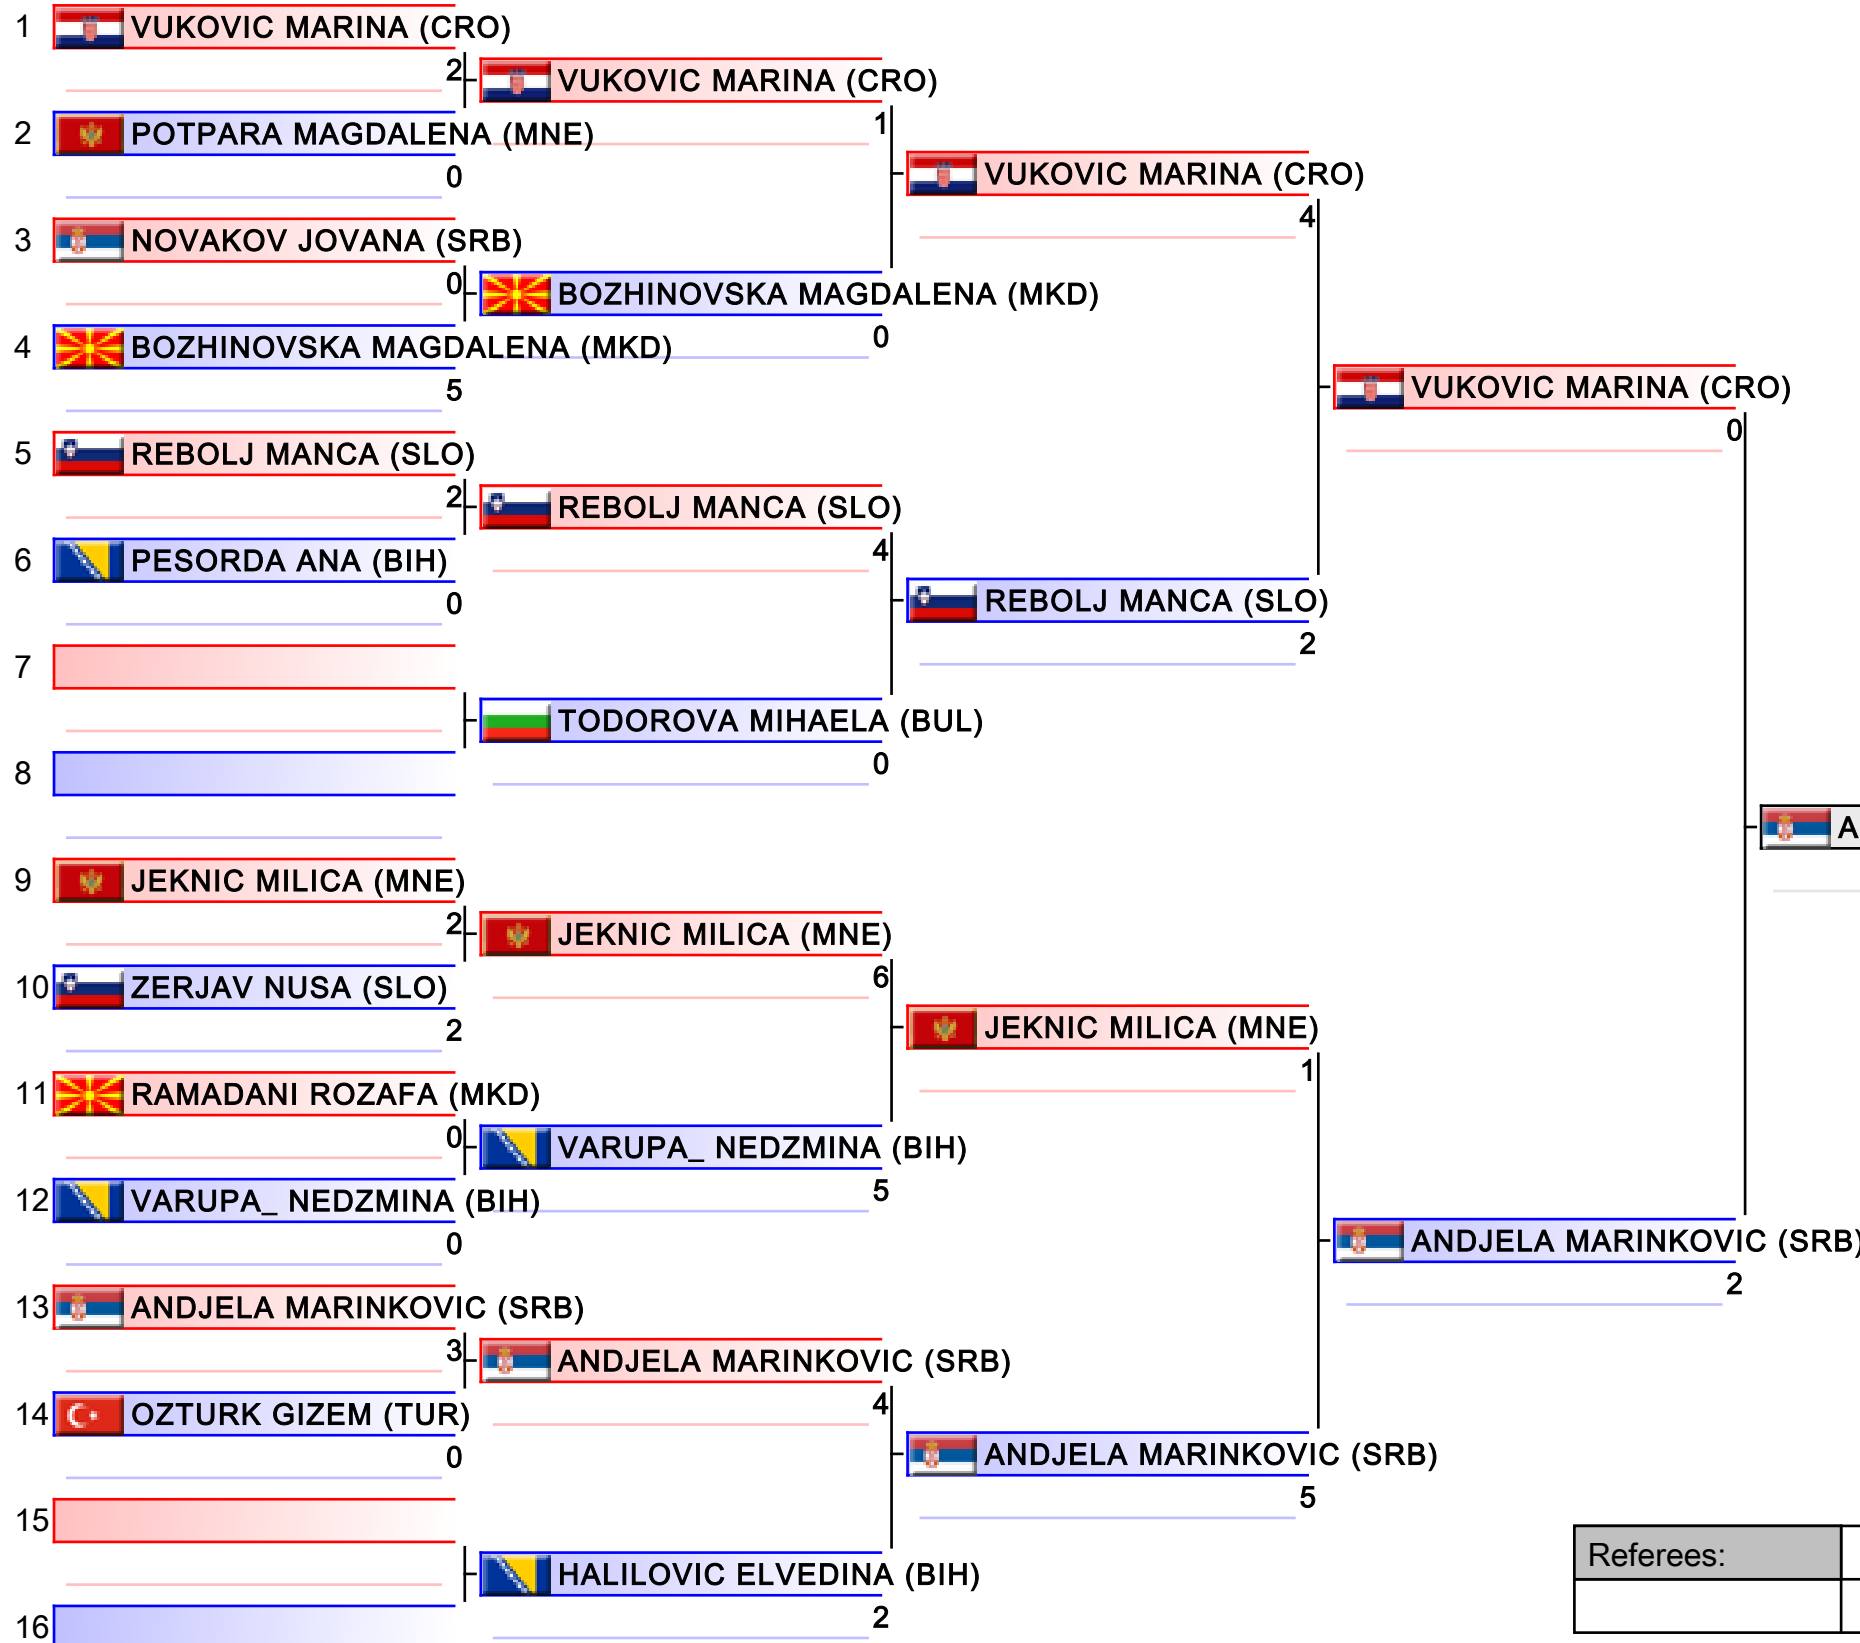 1 VUKOVIC MARINA (CRO)
2
2 POTPARA MAGDALENA (MNE)
0
3 NOVAKOV JOVANA (SRB)
0
4 BOZHINOVSKA MAGDALENA (MKD)
5
5 REBOLJ MANCA (SLO)
2
6 PESORDA ANA (BIH)
0
7
8
9 JEKNIC MILICA (MNE)
2
10 ZERJAV NUSA (SLO)
2
11 RAMADANI ROZAFA (MKD)
0
12 VARUPA_ NEDZMINA (BIH)
0
13 ANDJELA MARINKOVIC (SRB)
3
14 OZTURK GIZEM (TUR)
0
15
16
VUKOVIC MARINA (CRO)
1
BOZHINOVSKA MAGDALENA (MKD)
0
REBOLJ MANCA (SLO)
4
TODOROVA MIHAELA (BUL)
0
JEKNIC MILICA (MNE)
6
VARUPA_ NEDZMINA (BIH)
5
ANDJELA MARINKOVIC (SRB)
4
HALILOVIC ELVEDINA (BIH)
2
VUKOVIC MARINA (CRO)
4
REBOLJ MANCA (SLO)
2
JEKNIC MILICA (MNE)
1
ANDJELA MARINKOVIC (SRB)
5
VUKOVIC MARINA (CRO)
0
ANDJELA MARINKOVIC (SRB)
2
A
Referees: